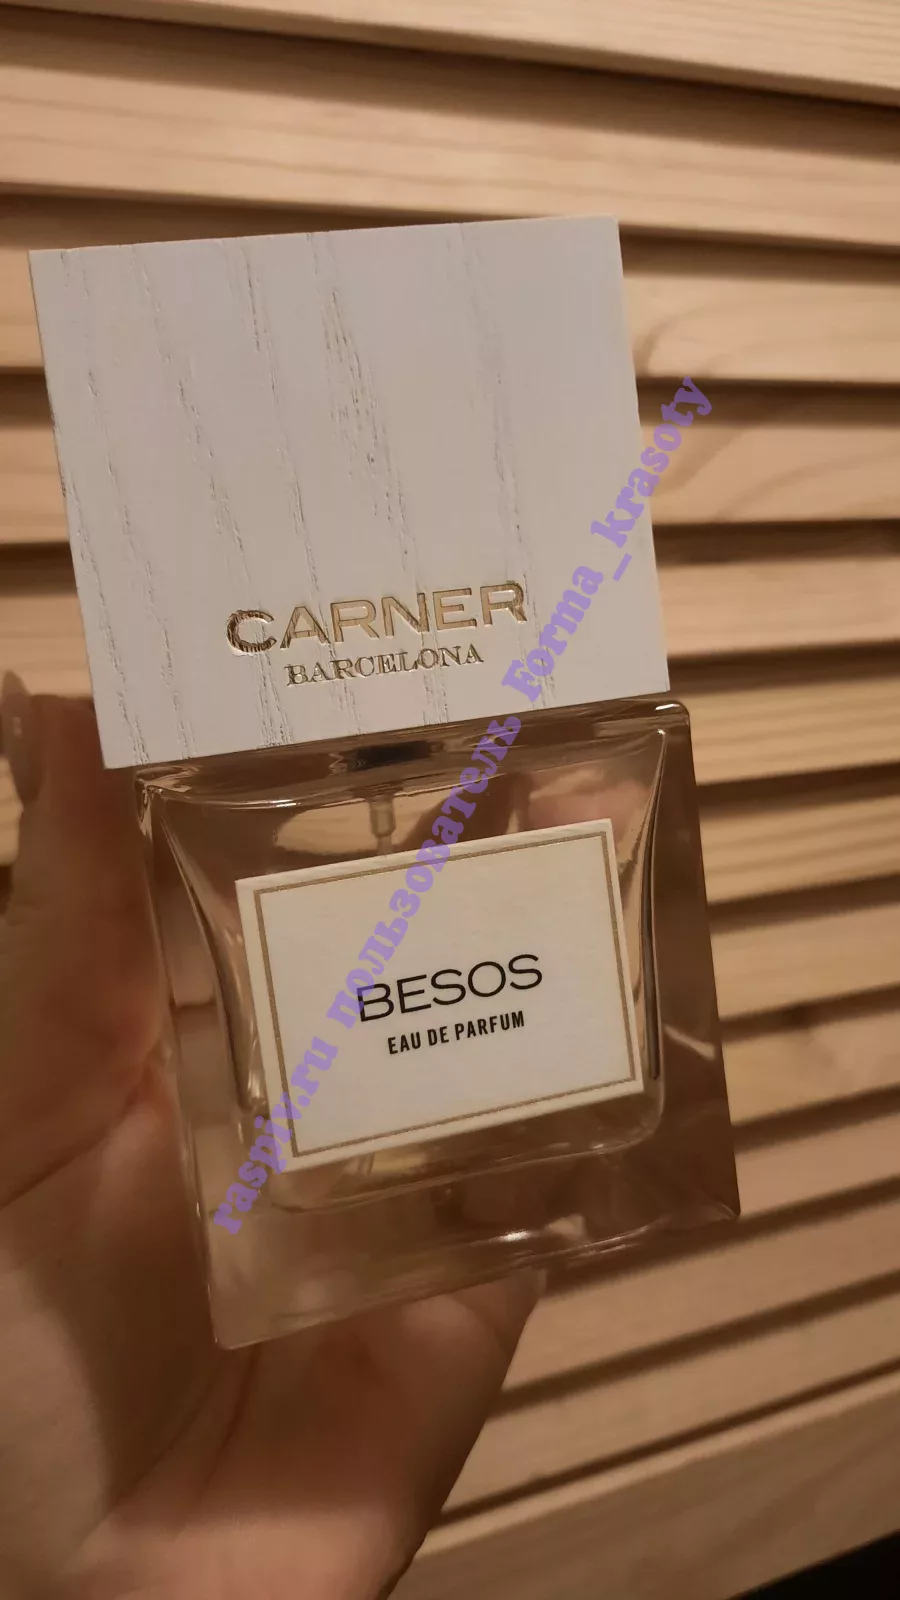 CARNER
BARCELONA
BESOS
EAU DE PARFUM
raspiv.ru пользователь Forma_krasoty